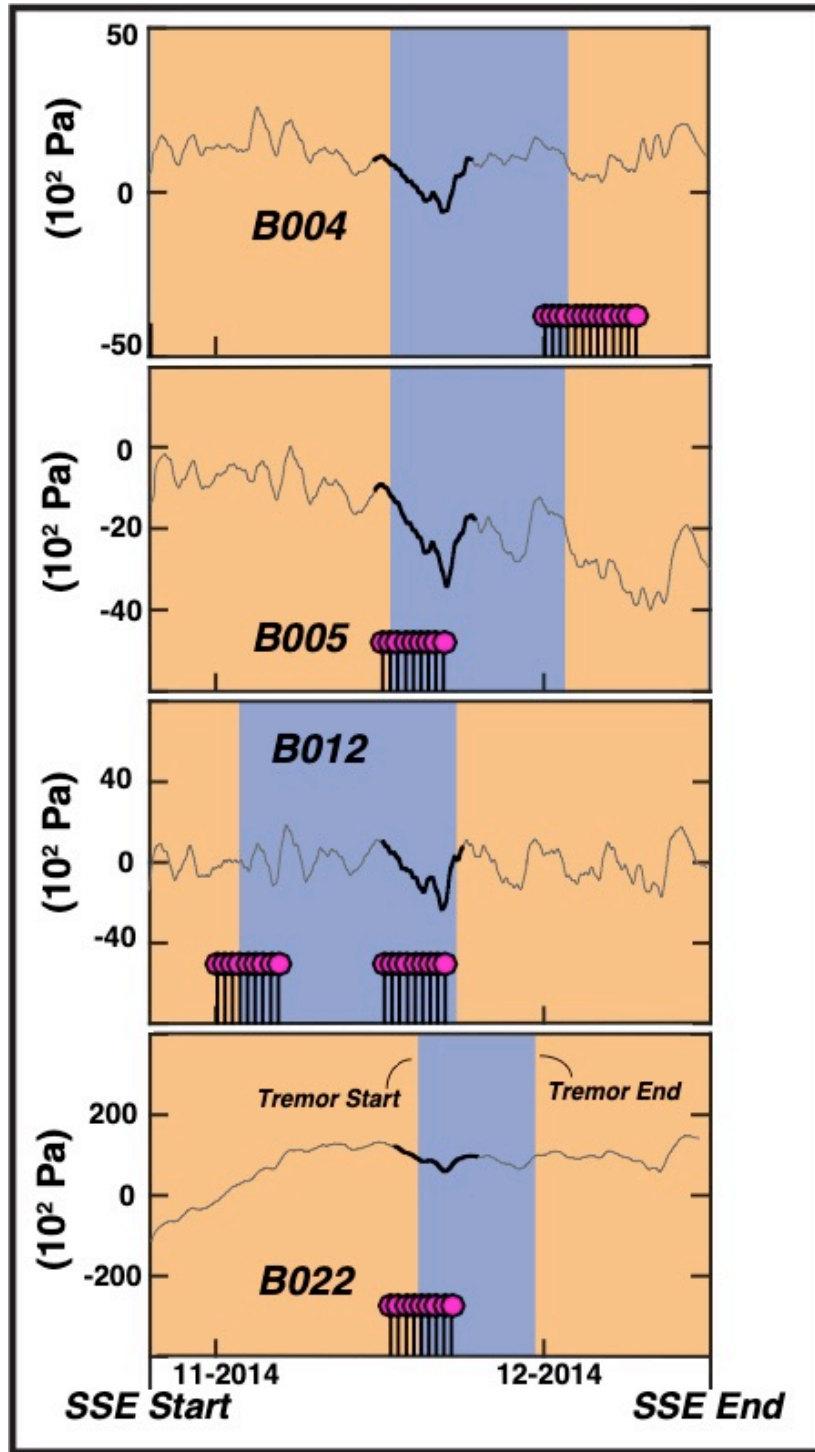 50
0
-50
(10² Pa)
B004
0
-20
-40
(10² Pa)
B005
40
0
-40
(10² Pa)
B012
200
0
-200
(10² Pa)
Tremor Start
Tremor End
B022
11-2014
12-2014
SSE Start
SSE End